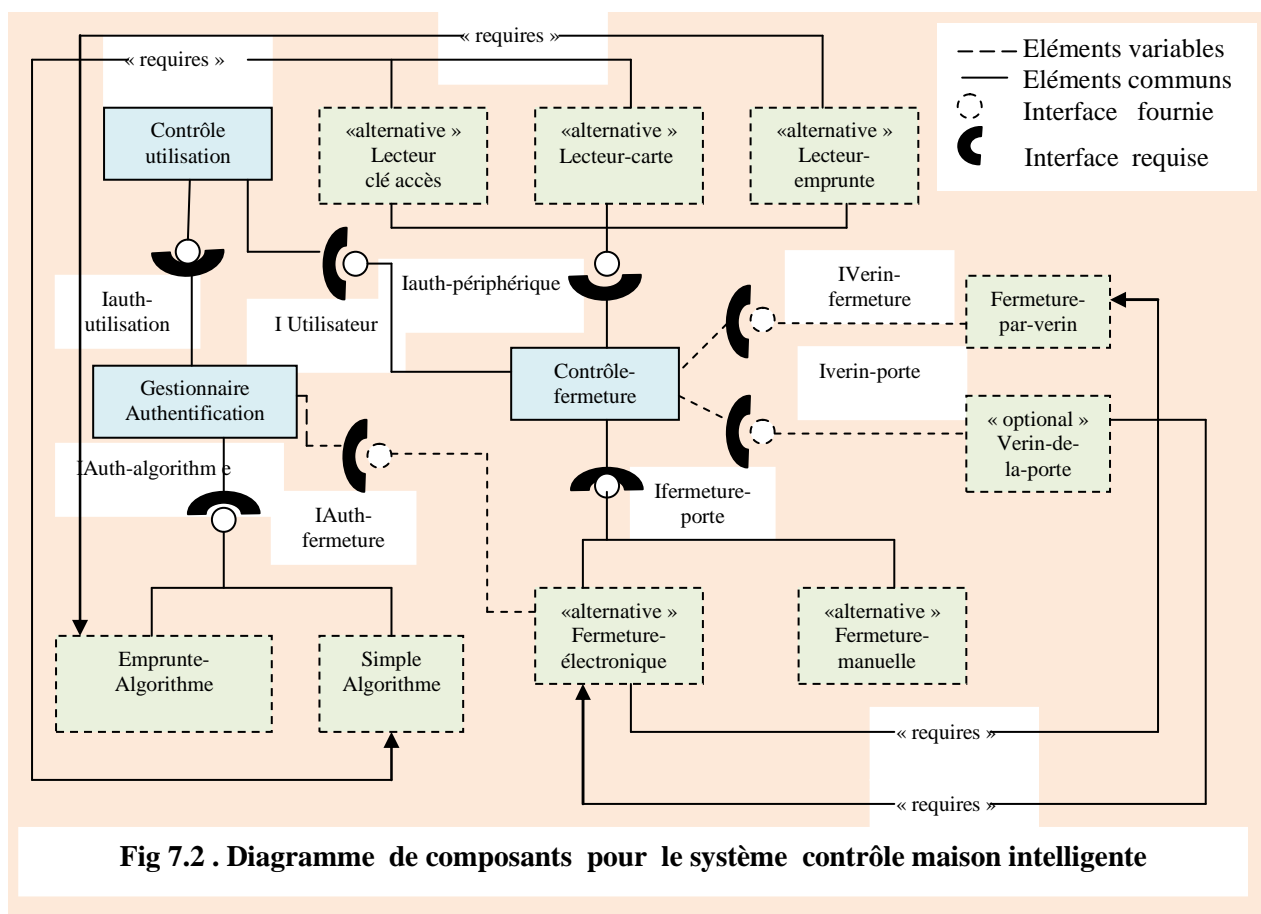 « requires »
« requires »
Eléments variables
Eléments communs
Interface fournie
Interface requise
Contrôle
utilisation
«alternative »
Lecteur
clé accès
«alternative »
Lecteur-carte
«alternative »
Lecteur-
emprunte
Iauth-
utilisation
I Utilisateur
Iauth-périphérique
IVerin-
fermeture
Fermeture-
par-verin
Iverin-porte
Gestionnaire
Authentification
Contrôle-
fermeture
« optional »
Verin-de-
la-porte
IAuth-algorithm e
IAuth-
fermeture
Ifermeture-
porte
Emprunte-
Algorithme
Simple
Algorithme
«alternative »
Fermeture-
électronique
«alternative »
Fermeture-
manuelle
« requires »
« requires »
Fig 7.2 . Diagramme de composants pour le système contrôle maison intelligente